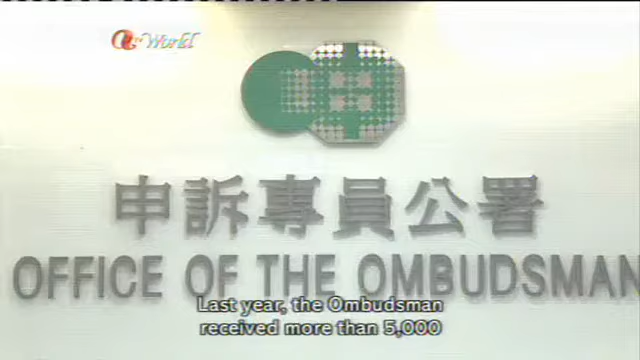 Our World
申訴專員公署
OFFICE OF THE OMBUDSMAN
Last year, the Ombudsman
received more than 5,000